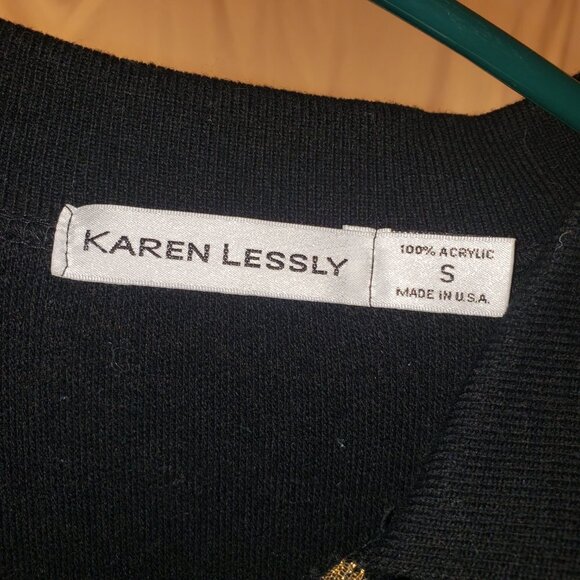 KAREN LESSLY
100% ACRYLIC
S
MADE IN U.S.A.